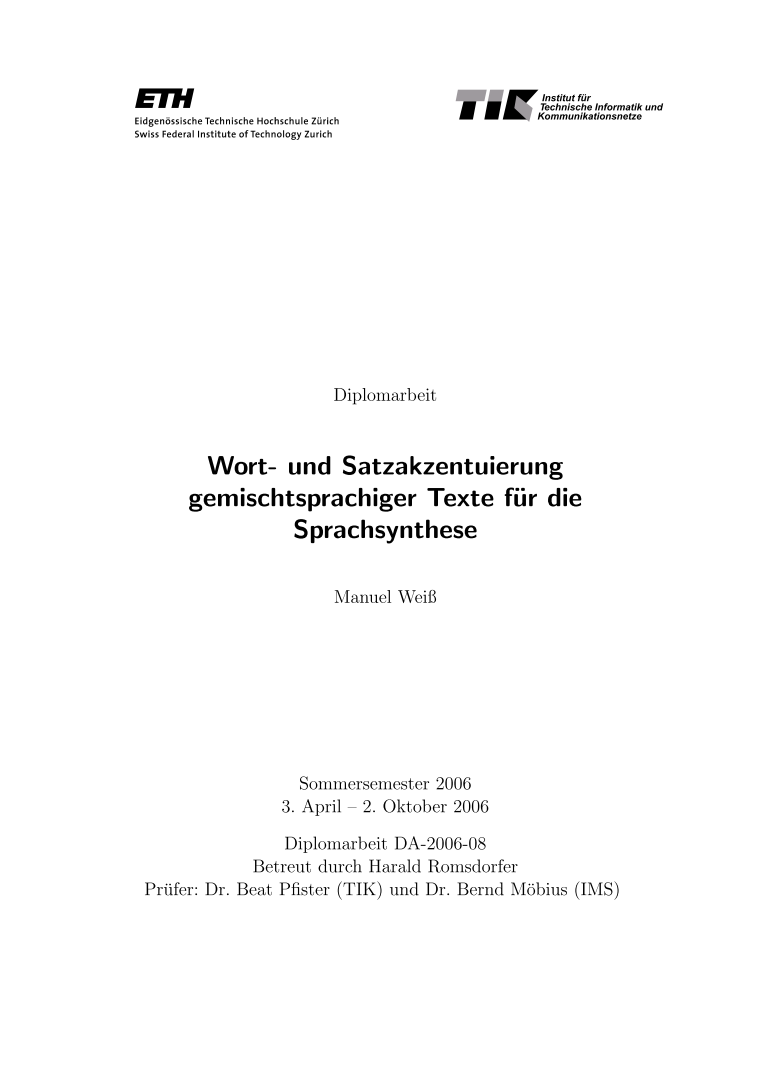 ETH
Eidgenössische Technische Hochschule Zürich
Swiss Federal Institute of Technology Zurich
TIK
Institut für
Technische Informatik und
Kommunikationsnetze
Diplomarbeit
Wort- und Satzakzentuierung
gemischtsprachiger Texte für die
Sprachsynthese
Manuel Weiß
Sommersemester 2006
3. April – 2. Oktober 2006
Diplomarbeit DA-2006-08
Betreut durch Harald Romsdorfer
Prüfer: Dr. Beat Pfister (TIK) und Dr. Bernd Möbius (IMS)